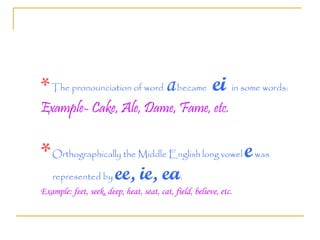 * The pronounciation of word a became ei in some words:
Example- Cake, Ale, Dame, Fame, etc.
* Orthographically the Middle English long vowel e was
represented by ee, ie, ea.
Example: feet, seek, deep, heat, seat, cat, field, believe, etc.